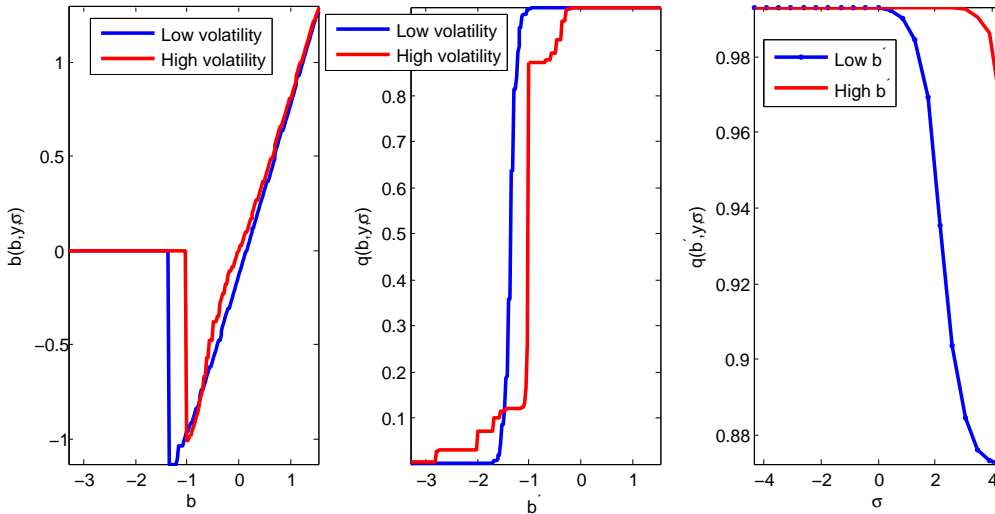 Low volatility
High volatility
b(b,y,σ)
1
0.5
0
−0.5
−1
−3
−2
−1
0
1
b
Low volatility
High volatility
q(b,y,σ)
0.8
0.7
0.6
0.5
0.4
0.3
0.2
0.1
−3
−2
−1
0
1
b′
Low b′
High b′
q(b′,y,σ)
0.98
0.96
0.94
0.92
0.9
0.88
−4
−2
0
2
4
σ